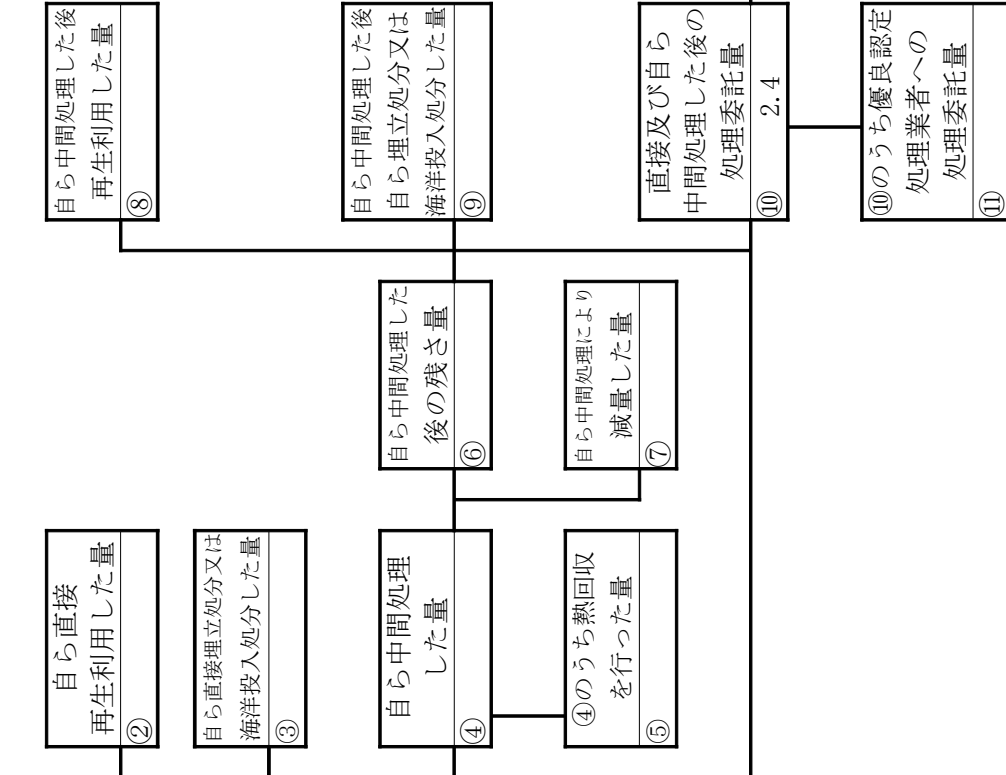 自ら直接
再生利用した量
②
自ら直接埋立処分又は
海洋投入処分した量
③
自ら中間処理
した量
④
④のうち熱回収
を行った量
⑤
自ら中間処理した
後の残さ量
⑥
自ら中間処理により
減量した量
⑦
自ら中間処理した後
再生利用した量
⑧
自ら中間処理した後
自ら埋立処分又は
海洋投入処分した量
⑨
直接及び自ら
中間処理した後の
処理委託量
⑩ 2.4
⑩のうち優良認定
処理業者への
処理委託量
⑪